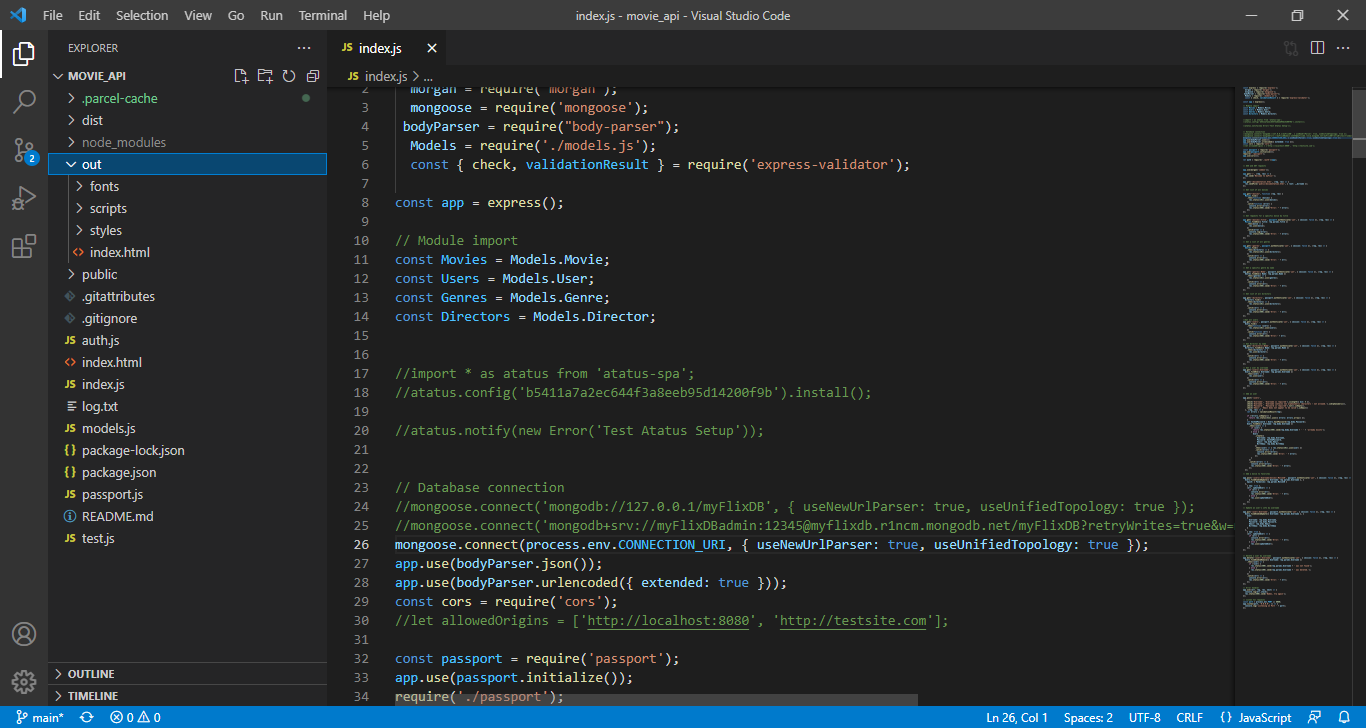 File Edit Selection View Go Run Terminal Help
index.js - movie_api - Visual Studio Code
EXPLORER
MOVIE_API
.parcel-cache
dist
node_modules
out
fonts
scripts
styles
index.html
public
.gitattributes
.gitignore
JS auth.js
index.html
JS index.js
log.txt
JS models.js
{} package-lock.json
{} package.json
JS passport.js
README.md
JS test.js
OUTLINE
TIMELINE
2
JS index.js
JS index.js > ...
2 morgan = require('morgan');
3 mongoose = require('mongoose');
4 bodyParser = require("body-parser");
5 Models = require('./models.js');
6 const { check, validationResult } = require('express-validator');
7
8 const app = express();
9
10 // Module import
11 const Movies = Models.Movie;
12 const Users = Models.User;
13 const Genres = Models.Genre;
14 const Directors = Models.Director;
15
16
17 //import * as atatus from 'atatus-spa';
18 //atatus.config('b5411a7a2ec644f3a8eeb95d14200f9b').install();
19
20 //atatus.notify(new Error('Test Atatus Setup'));
21
22
23 // Database connection
24 //mongoose.connect('mongodb://127.0.0.1/myFlixDB', { useNewUrlParser: true, useUnifiedTopology: true });
25 //mongoose.connect('mongodb+srv://myFlixDBadmin:12345@myflixdb.r1ncm.mongodb.net/myFlixDB?retryWrites=true&w=
26 mongoose.connect(process.env.CONNECTION_URI, { useNewUrlParser: true, useUnifiedTopology: true });
27 app.use(bodyParser.json());
28 app.use(bodyParser.urlencoded({ extended: true }));
29 const cors = require('cors');
30 //let allowedOrigins = ['http://localhost:8080', 'http://testsite.com'];
31
32 const passport = require('passport');
33 app.use(passport.initialize());
34 require('./passport');
main* 0 0
Ln 26, Col 1 Spaces: 2 UTF-8 CRLF {} JavaScript